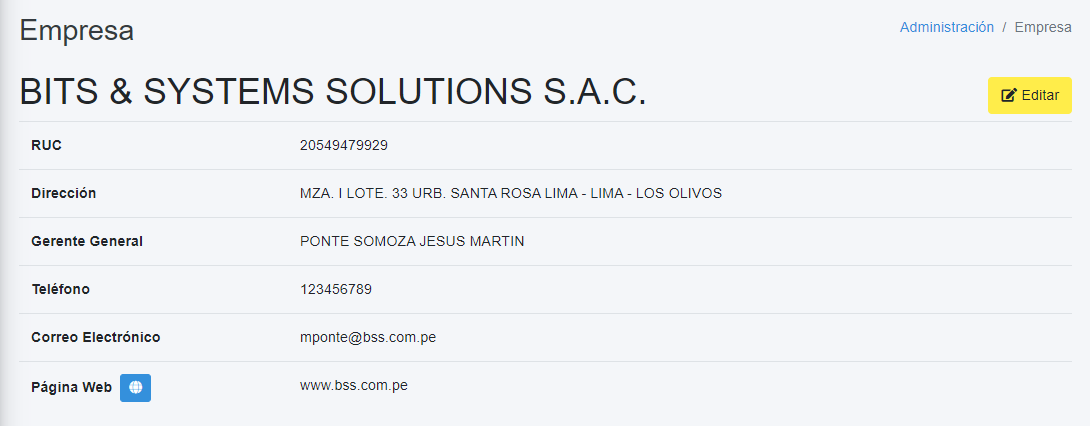 Empresa
Administración / Empresa
BITS & SYSTEMS SOLUTIONS S.A.C.
Editar
RUC 20549479929
Dirección MZA. I LOTE. 33 URB. SANTA ROSA LIMA - LIMA - LOS OLIVOS
Gerente General PONTE SOMOZA JESUS MARTIN
Teléfono 123456789
Correo Electrónico mponte@bss.com.pe
Página Web www.bss.com.pe